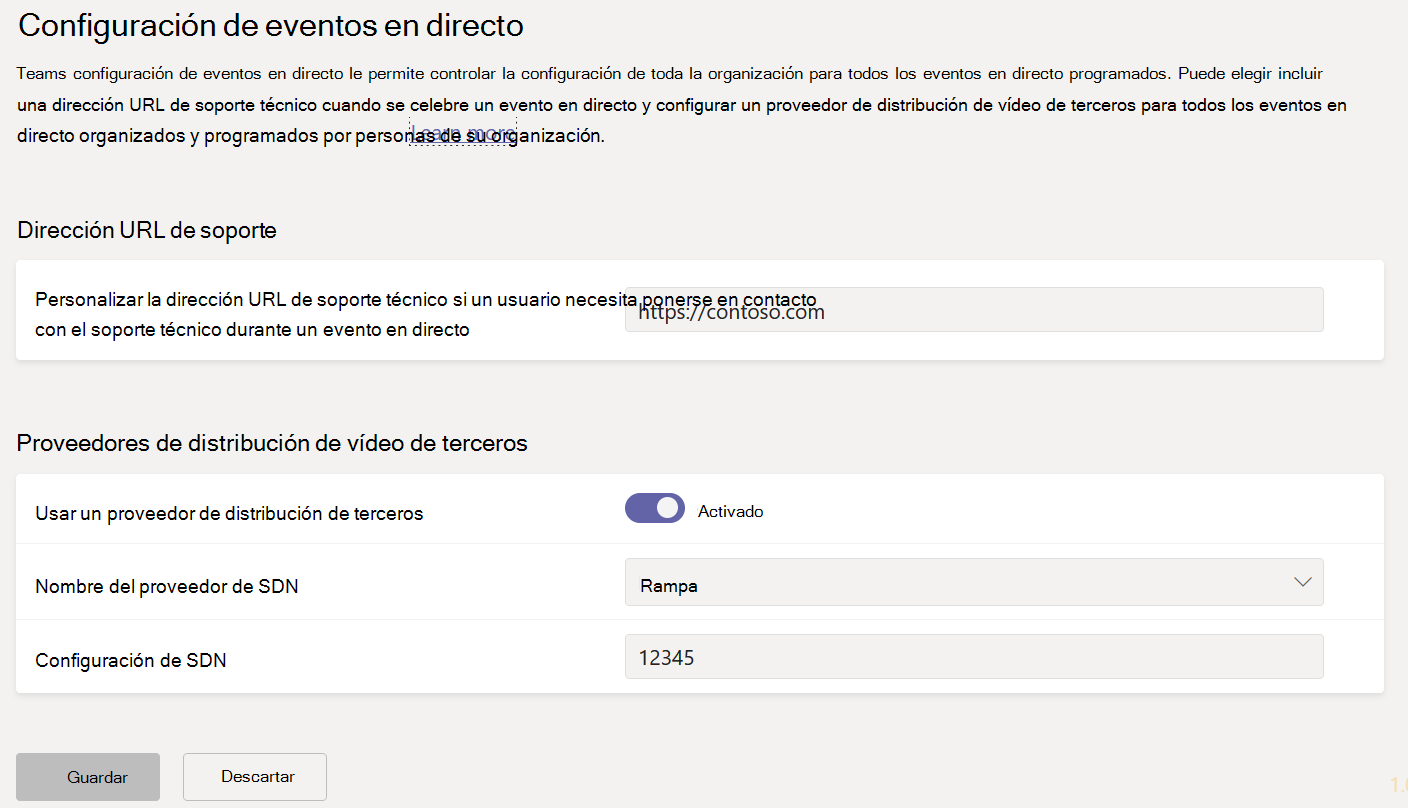 Configuración de eventos en directo
Teams configuración de eventos en directo le permite controlar la configuración de toda la organización para todos los eventos en directo programados. Puede elegir incluir
una dirección URL de soporte técnico cuando se celebre un evento en directo y configurar un proveedor de distribución de vídeo de terceros para todos los eventos en
directo organizados y programados por personas de su organización.
Learn more
Dirección URL de soporte
Personalizar la dirección URL de soporte técnico si un usuario necesita ponerse en contacto
con el soporte técnico durante un evento en directo
https://contoso.com
Proveedores de distribución de vídeo de terceros
Usar un proveedor de distribución de terceros
Activado
Nombre del proveedor de SDN
Rampa
Configuración de SDN
12345
Guardar
Descartar